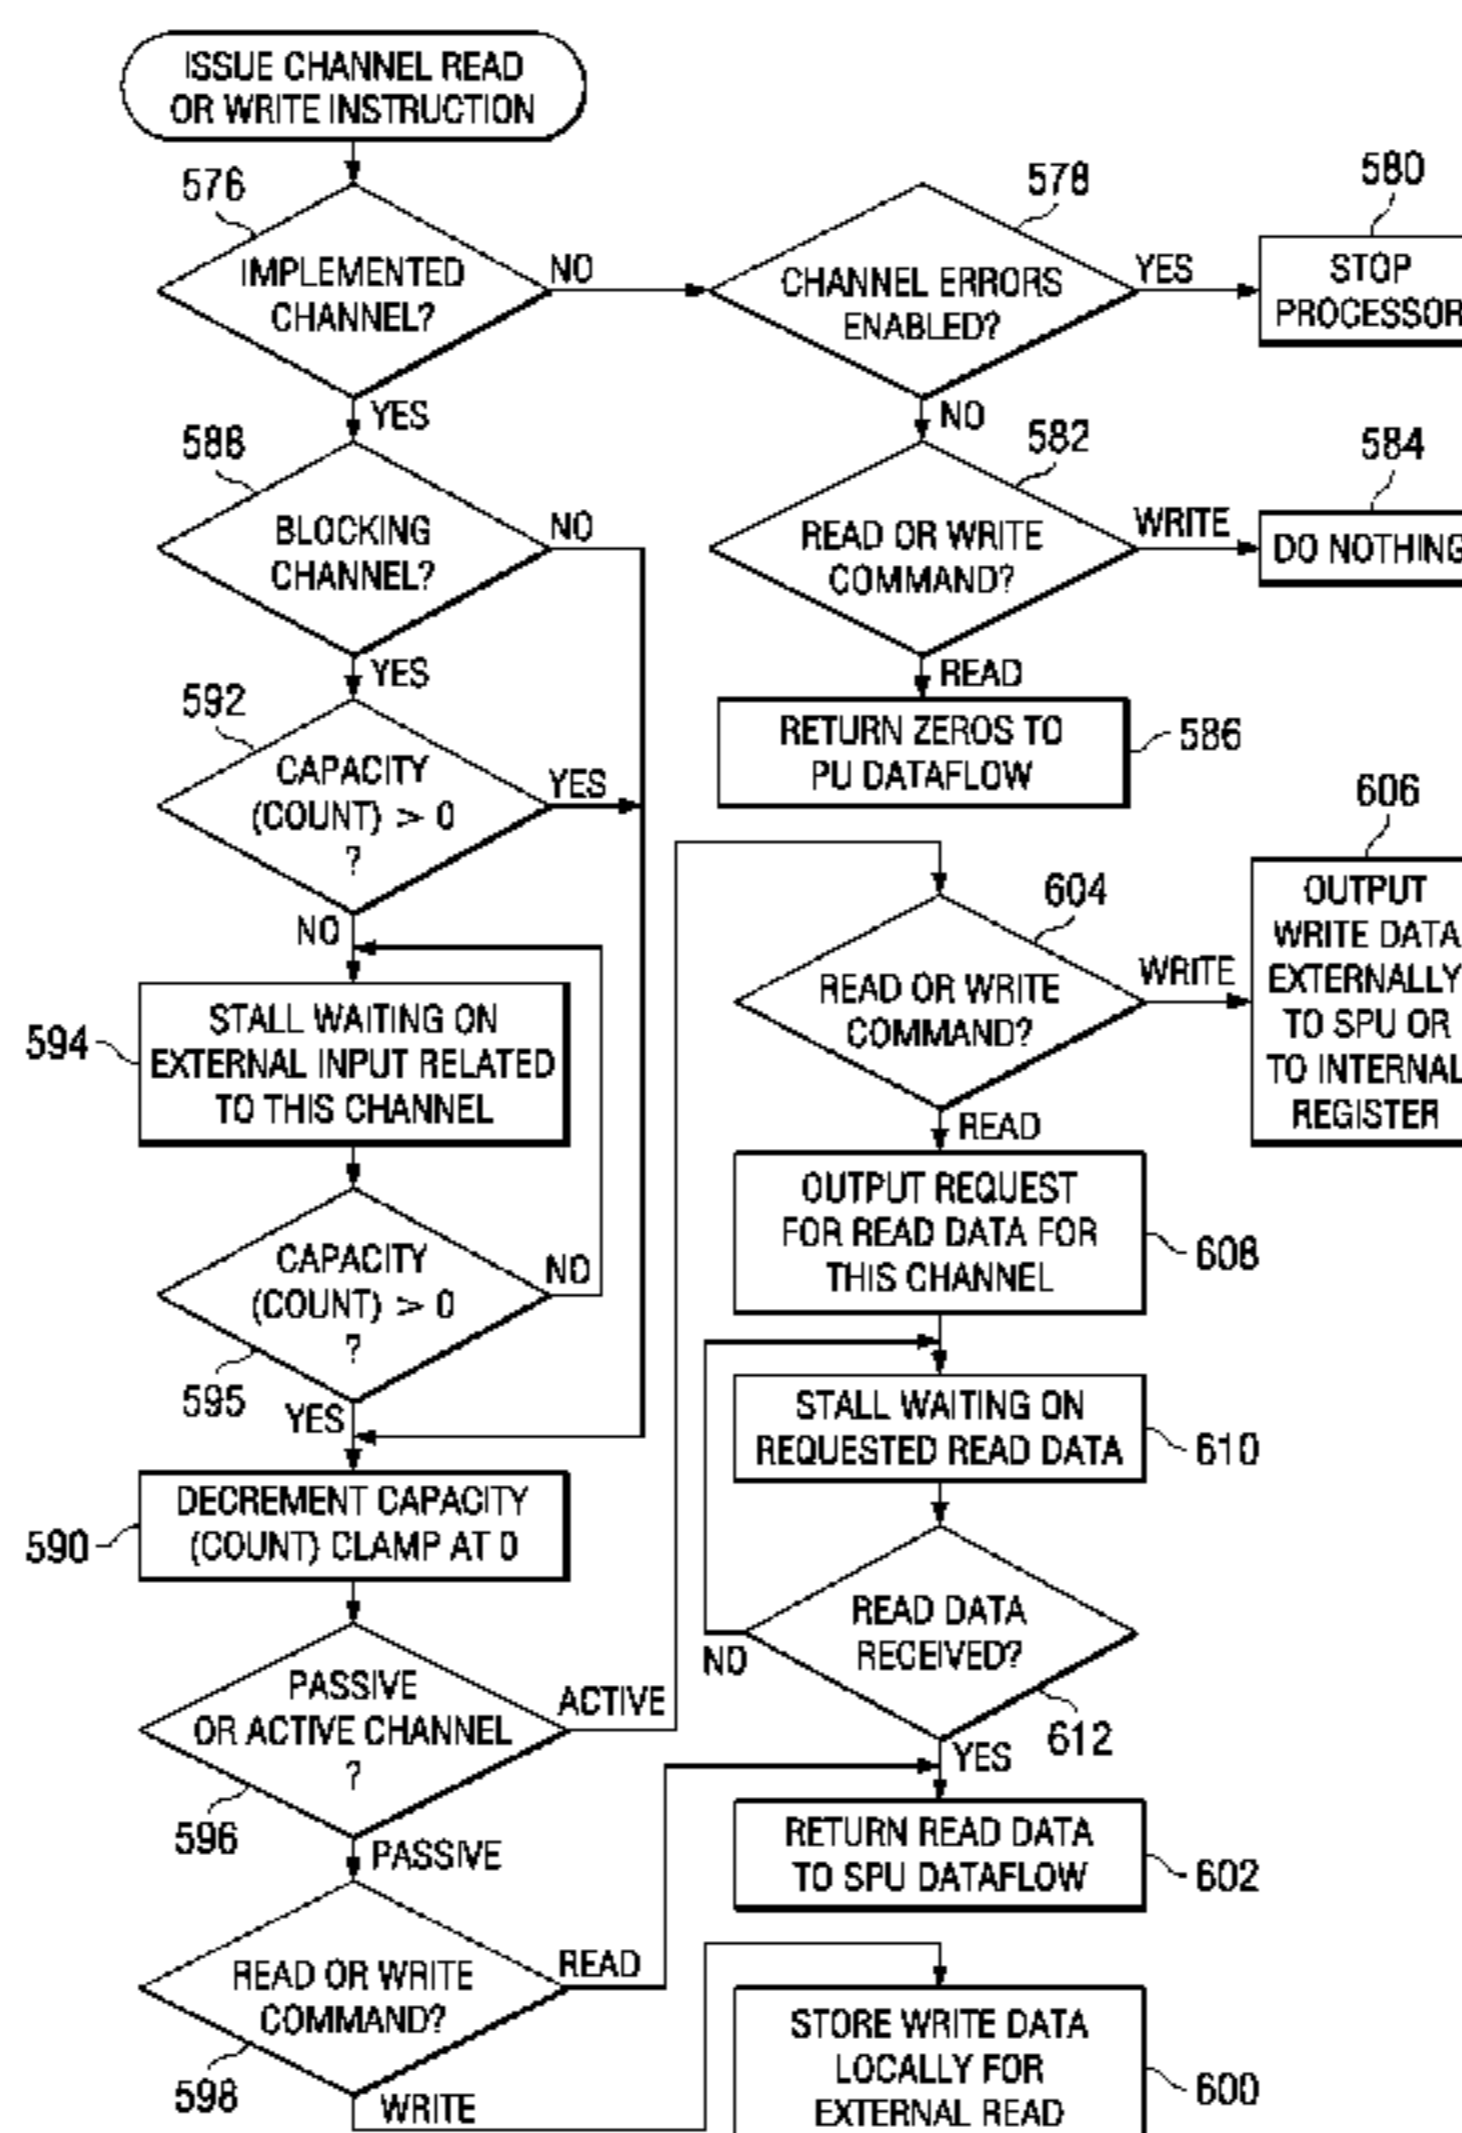 ISSUE CHANNEL READ
OR WRITE INSTRUCTION
576
IMPLEMENTED
CHANNEL?
NO
YES
578
CHANNEL ERRORS
ENABLED?
YES
NO
580
STOP
PROCESSOR
588
BLOCKING
CHANNEL?
NO
YES
582
READ OR WRITE
COMMAND?
WRITE
READ
584
DO NOTHING
RETURN ZEROS TO
PU DATAFLOW
586
592
CAPACITY
(COUNT) > 0
?
YES
NO
594
STALL WAITING ON
EXTERNAL INPUT RELATED
TO THIS CHANNEL
CAPACITY
(COUNT) > 0
?
NO
595
YES
590
DECREMENT CAPACITY
(COUNT) CLAMP AT 0
PASSIVE
OR ACTIVE CHANNEL
?
ACTIVE
596
PASSIVE
READ OR WRITE
COMMAND?
READ
598
WRITE
604
READ OR WRITE
COMMAND?
WRITE
READ
606
OUTPUT
WRITE DATA
EXTERNALLY
TO SPU OR
TO INTERNAL
REGISTER
OUTPUT REQUEST
FOR READ DATA FOR
THIS CHANNEL
608
STALL WAITING ON
REQUESTED READ DATA
610
READ DATA
RECEIVED?
NO
612
YES
RETURN READ DATA
TO SPU DATAFLOW
602
STORE WRITE DATA
LOCALLY FOR
EXTERNAL READ
600